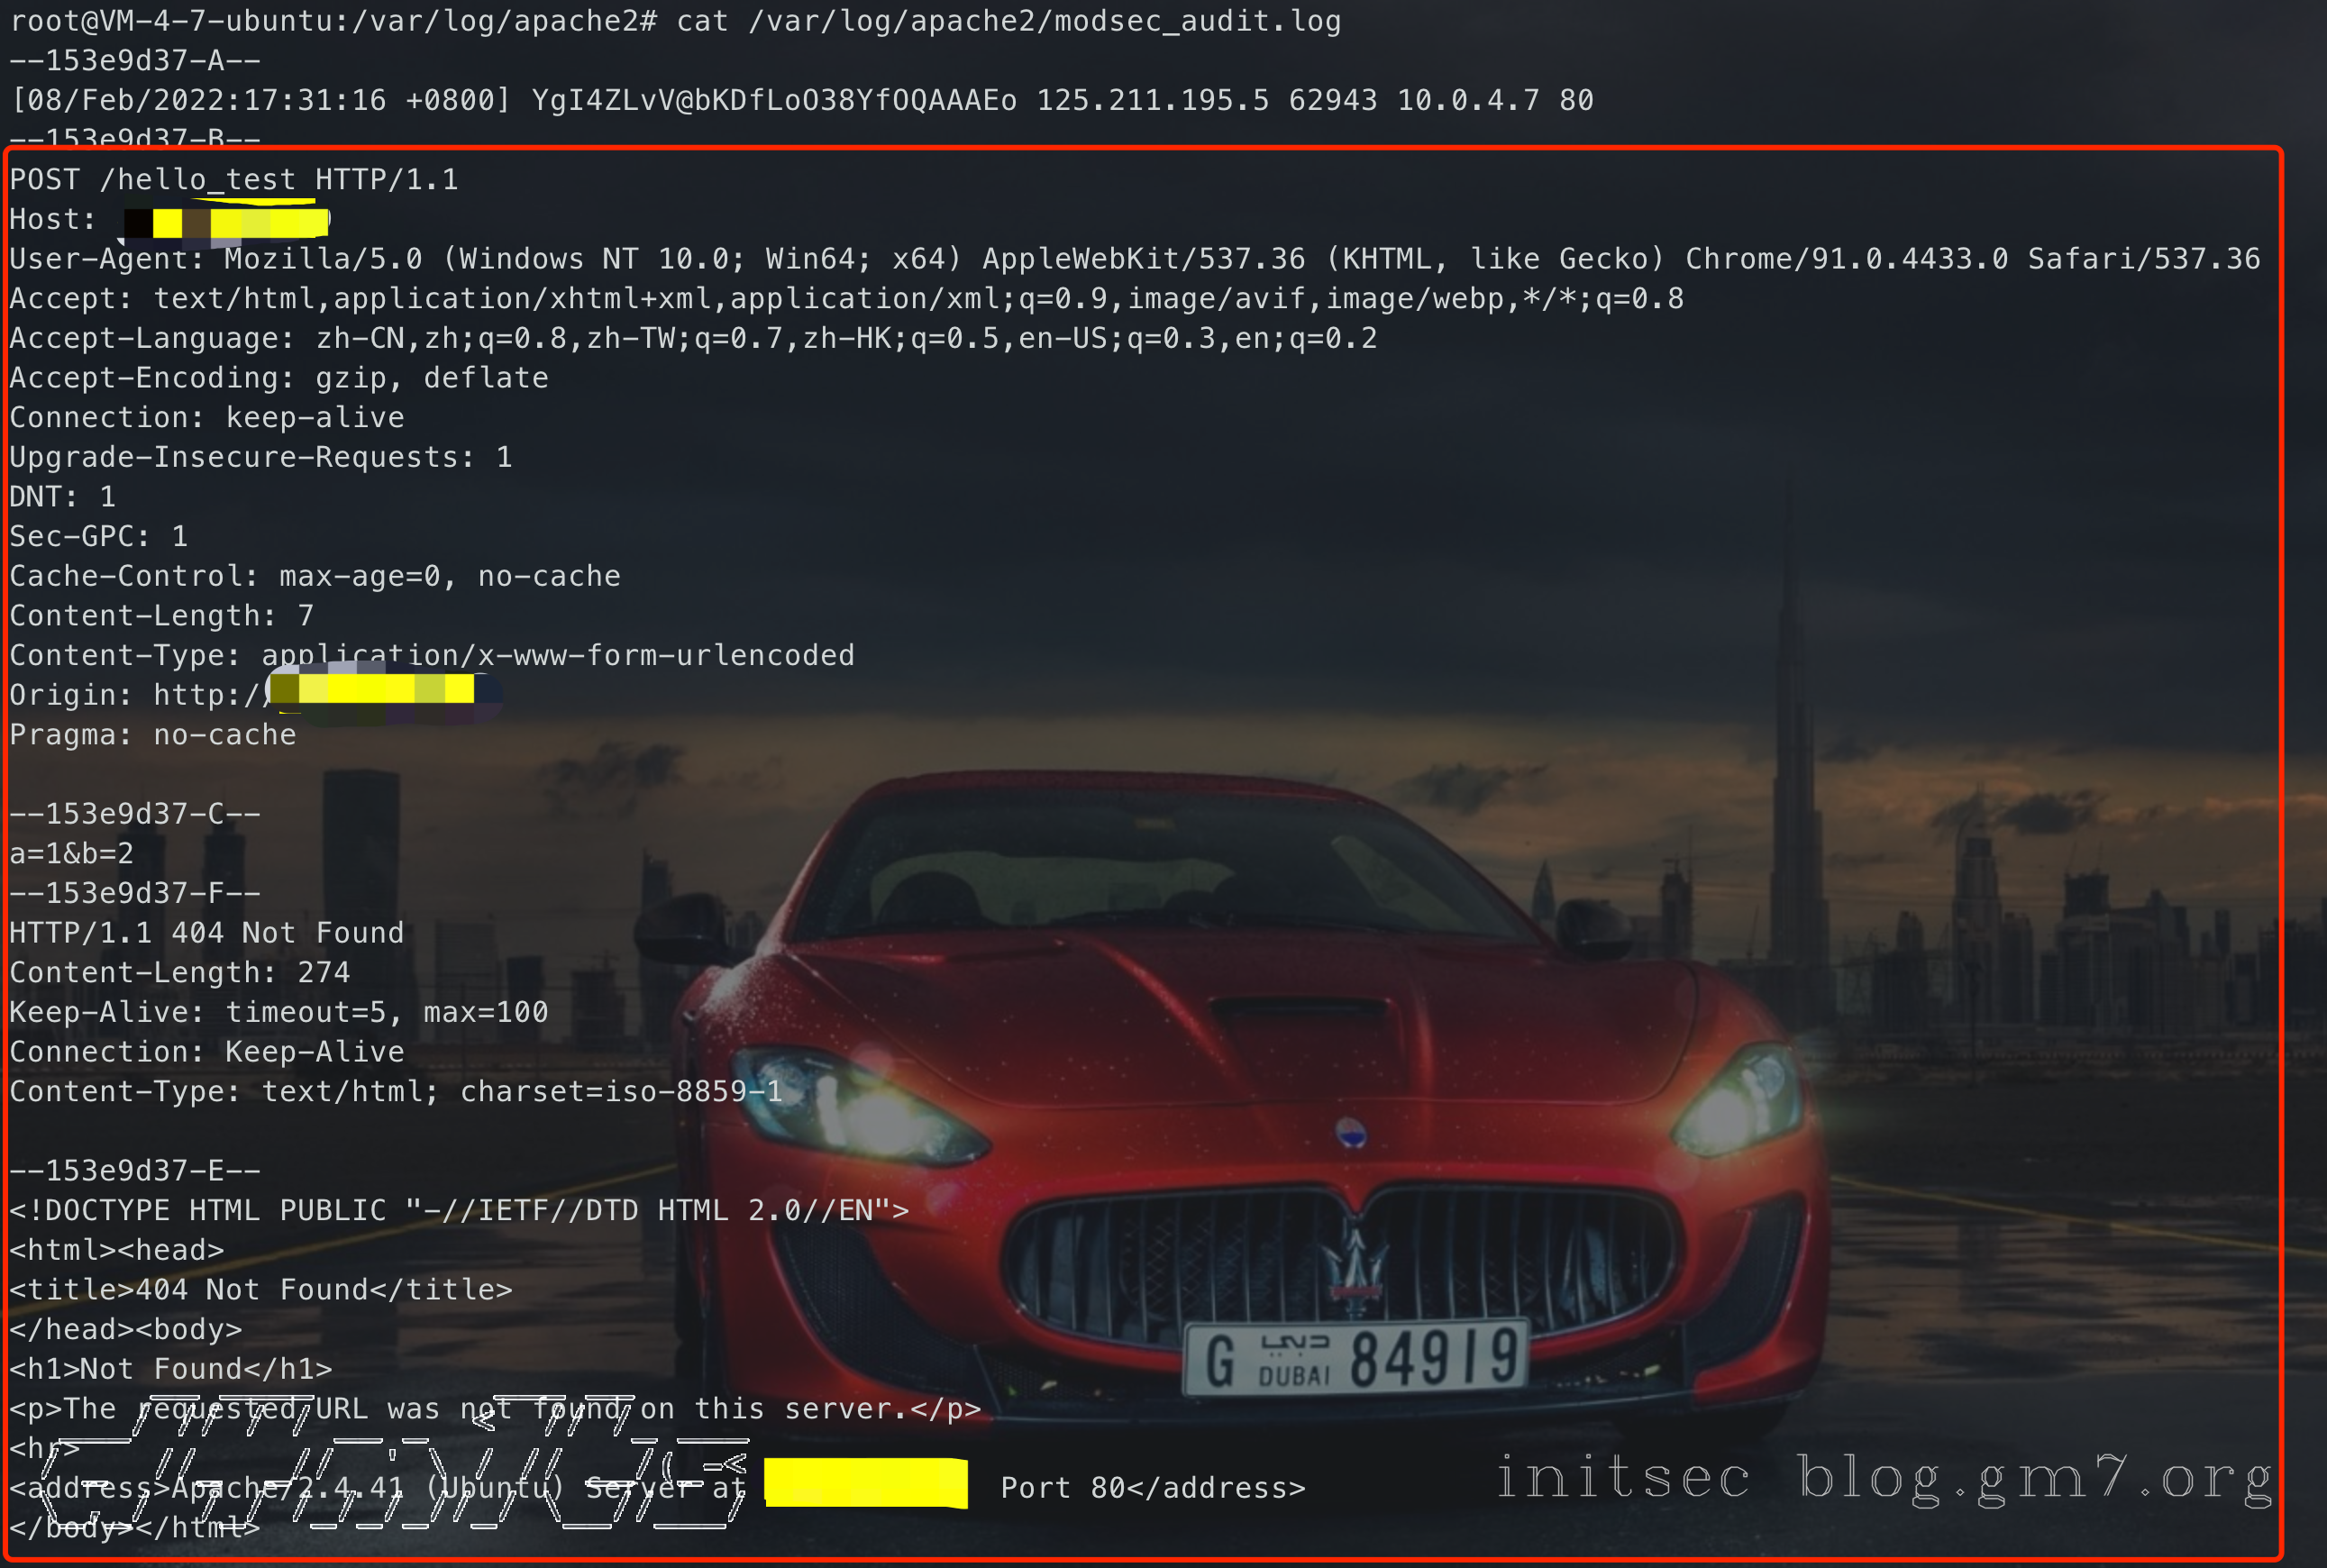 root@VM-4-7-ubuntu:/var/log/apache2# cat /var/log/apache2/modsec_audit.log
--153e9d37-A--
[08/Feb/2022:17:31:16 +0800] YgI4ZLvV@bKDfLoO38YfOQAAAEo 125.211.195.5 62943 10.0.4.7 80
--153e9d37-B--
POST /hello_test HTTP/1.1
Host:
User-Agent: Mozilla/5.0 (Windows NT 10.0; Win64; x64) AppleWebKit/537.36 (KHTML, like Gecko) Chrome/91.0.4433.0 Safari/537.36
Accept: text/html,application/xhtml+xml,application/xml;q=0.9,image/avif,image/webp,*/*;q=0.8
Accept-Language: zh-CN,zh;q=0.8,zh-TW;q=0.7,zh-HK;q=0.5,en-US;q=0.3,en;q=0.2
Accept-Encoding: gzip, deflate
Connection: keep-alive
Upgrade-Insecure-Requests: 1
DNT: 1
Sec-GPC: 1
Cache-Control: max-age=0, no-cache
Content-Length: 7
Content-Type: application/x-www-form-urlencoded
Origin: http://
Pragma: no-cache
--153e9d37-C--
a=1&b=2
--153e9d37-F--
HTTP/1.1 404 Not Found
Content-Length: 274
Keep-Alive: timeout=5, max=100
Connection: Keep-Alive
Content-Type: text/html; charset=iso-8859-1
--153e9d37-E--
<!DOCTYPE HTML PUBLIC "-//IETF//DTD HTML 2.0//EN">
<html><head>
<title>404 Not Found</title>
</head><body>
<h1>Not Found</h1>
<p>The requested URL was not found on this server.</p>
<hr>
<address>Apache/2.4.41 (Ubuntu) Server at Port 80</address>
</body></html>
G دبي DUBAI 84919
initsec blog.gm7.org